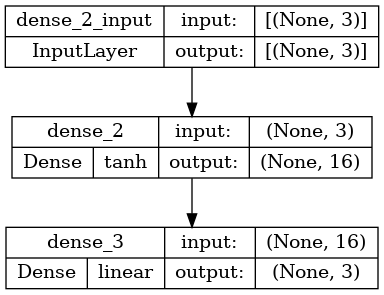 dense_2_input input: [(None, 3)]
InputLayer output: [(None, 3)]
dense_2 input: (None, 3)
Dense tanh output: (None, 16)
dense_3 input: (None, 16)
Dense linear output: (None, 3)